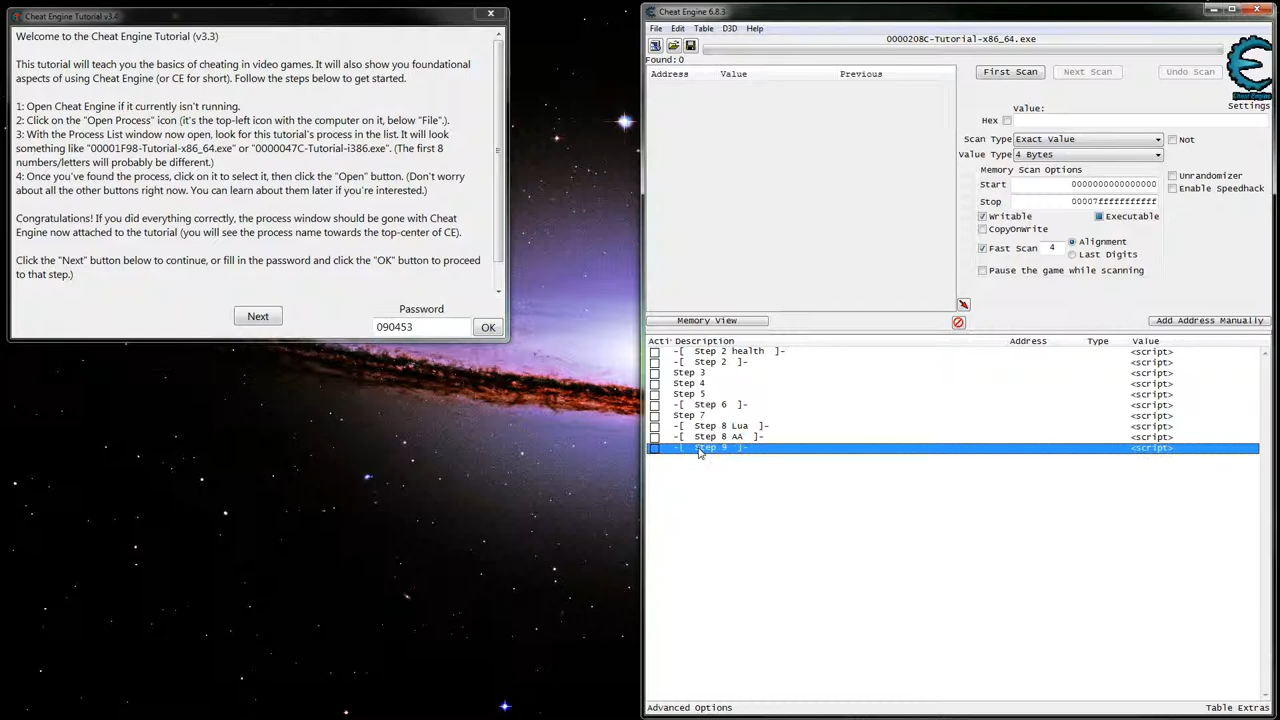 Cheat Engine Tutorial v3.4
Welcome to the Cheat Engine Tutorial (v3.3)
This tutorial will teach you the basics of cheating in video games. It will also show you foundational
aspects of using Cheat Engine (or CE for short). Follow the steps below to get started.
1: Open Cheat Engine if it currently isn't running.
2: Click on the "Open Process" icon (it's the top-left icon with the computer on it, below "File".).
3: With the Process List window now open, look for this tutorial's process in the list. It will look
something like "00001F98-Tutorial-x86_64.exe" or "0000047C-Tutorial-i386.exe". (The first 8
numbers/letters will probably be different.)
4: Once you've found the process, click on it to select it, then click the "Open" button. (Don't worry
about all the other buttons right now. You can learn about them later if you're interested.)
Congratulations! If you did everything correctly, the process window should be gone with Cheat
Engine now attached to the tutorial (you will see the process name towards the top-center of CE).
Click the "Next" button below to continue, or fill in the password and click the "OK" button to proceed
to that step.)
Next
Password
090453
OK
Cheat Engine 6.8.3
File Edit Table D3D Help
0000208C-Tutorial-x86_64.exe
Found:0
Address Value Previous
First Scan Next Scan Undo Scan
Cheat Engine
Settings
Value:
Hex
Scan Type Exact Value Not
Value Type 4 Bytes
Memory Scan Options
Unrandomizer
Start 0000000000000000
Enable Speedhack
Stop 00007fffffffffff
Writable Executable
CopyOnWrite
Fast Scan 4 Alignment
Last Digits
Pause the game while scanning
Memory View
Add Address Manually
Acti Description Address Type Value
-[ Step 2 health ]- <script>
-[ Step 2 ]- <script>
Step 3 <script>
Step 4 <script>
Step 5 <script>
-[ Step 6 ]- <script>
Step 7 <script>
-[ Step 8 Lua ]- <script>
-[ Step 8 AA ]- <script>
-[ Step 9 ]- <script>
Advanced Options
Table Extras